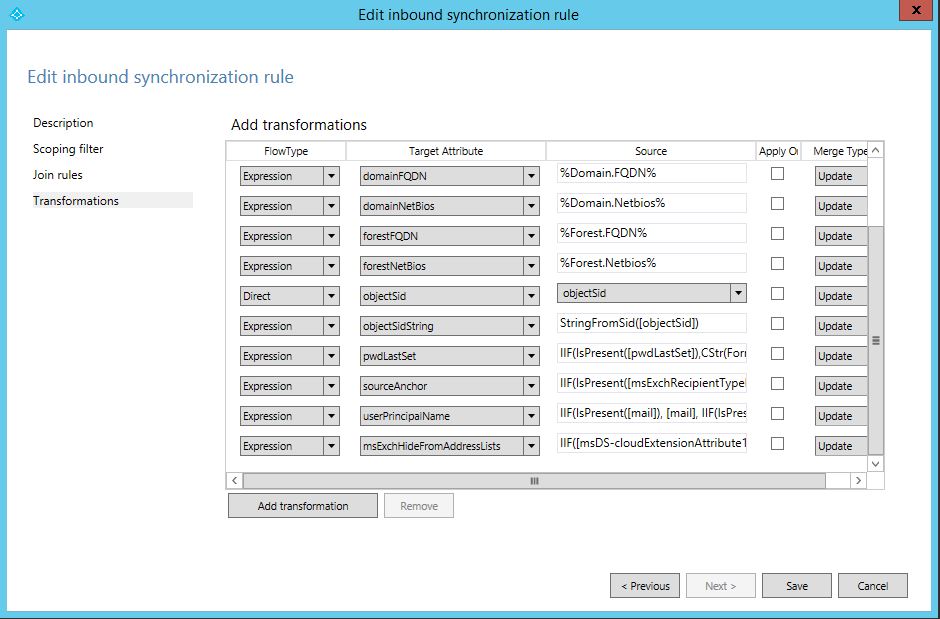 Edit inbound synchronization rule
x
Edit inbound synchronization rule
Description
Scoping filter
Join rules
Transformations
Add transformations
FlowType Target Attribute Source Apply Merge Type
Expression domainFQDN %Domain.FQDN% Update
Expression domainNetBios %Domain.Netbios% Update
Expression forestFQDN %Forest.FQDN% Update
Expression forestNetBios %Forest.Netbios% Update
Direct objectSid objectSid Update
Expression objectSidString StringFromSid([objectSid]) Update
Expression pwdLastSet IIF(IsPresent([pwdLastSet]),CStr(For Update
Expression sourceAnchor IIF(IsPresent([msExchRecipientType Update
Expression userPrincipalName IIF(IsPresent([mail]), [mail], IIF(IsPres Update
Expression msExchHideFromAddressLists IIF([msDS-cloudExtensionAttribute1 Update
Add transformation Remove
< Previous Next > Save Cancel